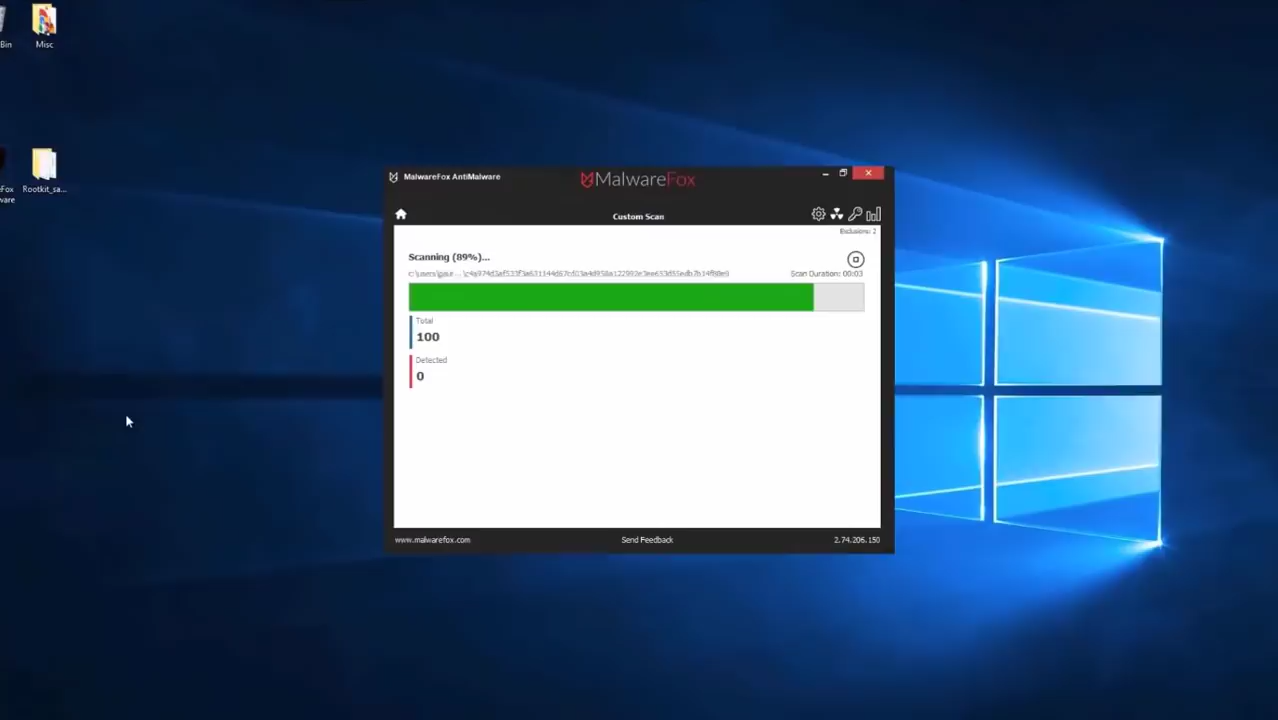 Bin
Misc
Fox
ware
Rootkit_sa...
MalwareFox AntiMalware
MalwareFox
Custom Scan
Exclusions: 2
Scanning (89%)...
Scan Duration: 00:03
Total
100
Detected
0
www.malwarefox.com
Send Feedback
2.74.206.150